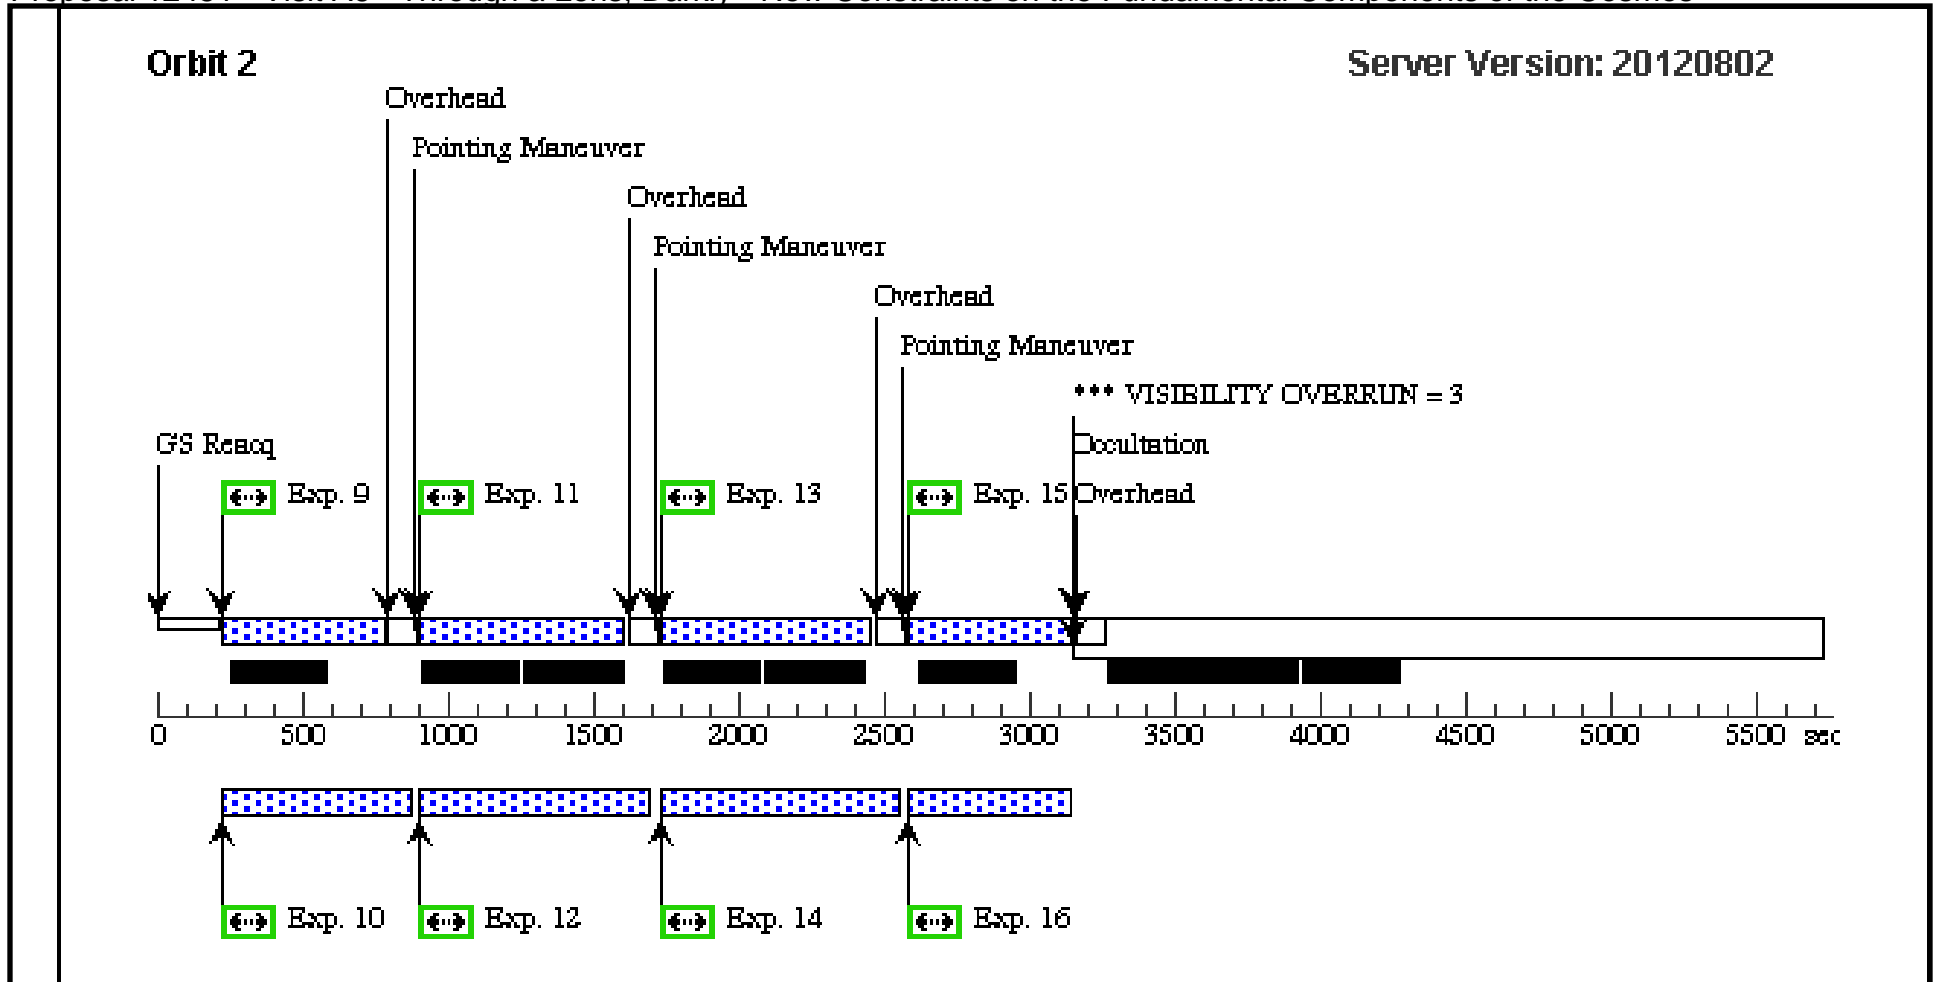 Orbit 2
Server Version: 20120802
Overhead
Pointing Maneuver
Overhead
Pointing Maneuver
Overhead
Pointing Maneuver
*** VISIBILITY OVERRUN = 3
GS Reacq
Occultation
Exp. 9
Exp. 11
Exp. 13
Exp. 15
Overhead
0 500 1000 1500 2000 2500 3000 3500 4000 4500 5000 5500 sec
Exp. 10
Exp. 12
Exp. 14
Exp. 16